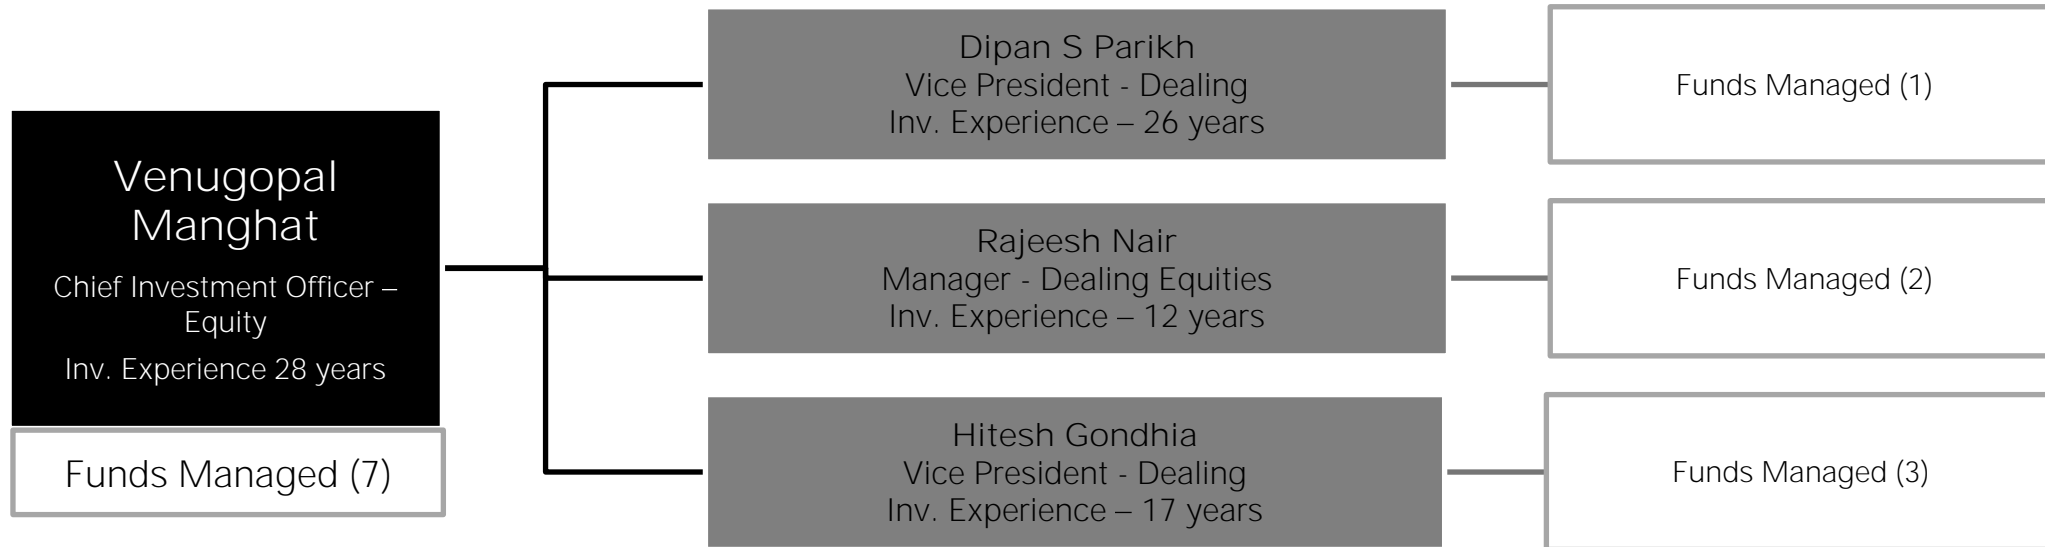 Venugopal
Manghat
Chief Investment Officer –
Equity
Inv. Experience 28 years
Funds Managed (7)
Dipan S Parikh
Vice President - Dealing
Inv. Experience – 26 years
Funds Managed (1)
Rajeesh Nair
Manager - Dealing Equities
Inv. Experience – 12 years
Funds Managed (2)
Hitesh Gondhia
Vice President - Dealing
Inv. Experience – 17 years
Funds Managed (3)